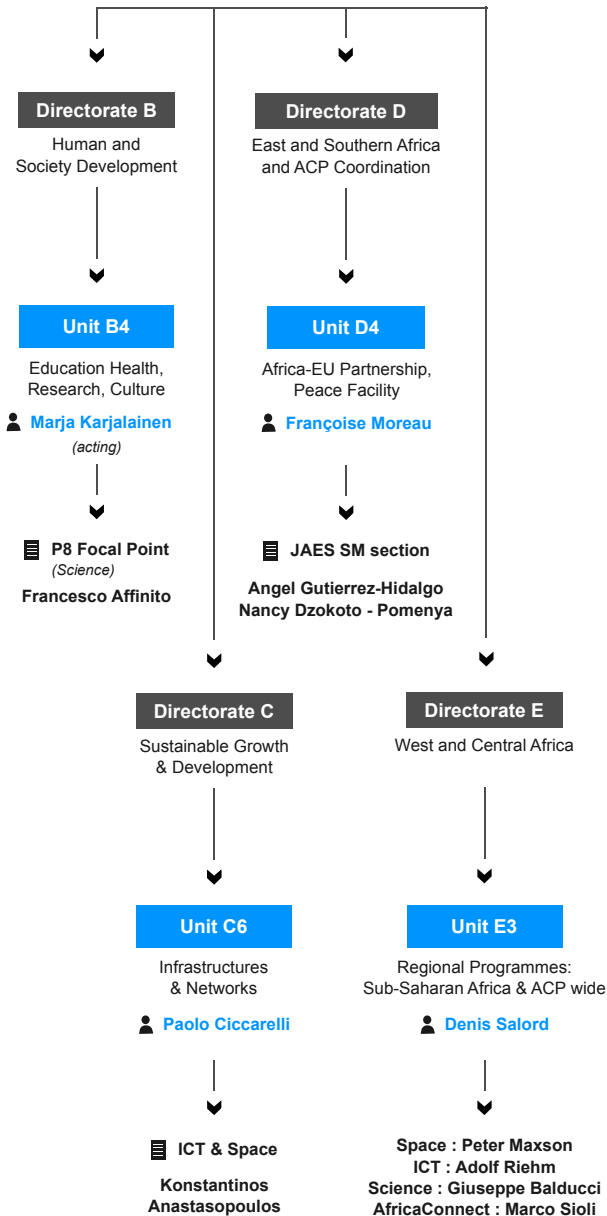 Directorate B
Human and
Society Development
Unit B4
Education Health,
Research, Culture
Marja Karjalainen
(acting)
P8 Focal Point
(Science)
Francesco Affinito
Directorate D
East and Southern Africa
and ACP Coordination
Unit D4
Africa-EU Partnership,
Peace Facility
Françoise Moreau
JAES SM section
Angel Gutierrez-Hidalgo
Nancy Dzokoto - Pomenya
Directorate C
Sustainable Growth
& Development
Unit C6
Infrastructures
& Networks
Paolo Ciccarelli
ICT & Space
Konstantinos
Anastasopoulos
Directorate E
West and Central Africa
Unit E3
Regional Programmes:
Sub-Saharan Africa & ACP wide
Denis Salord
Space : Peter Maxson
ICT : Adolf Riehm
Science : Giuseppe Balducci
AfricaConnect : Marco Sioli